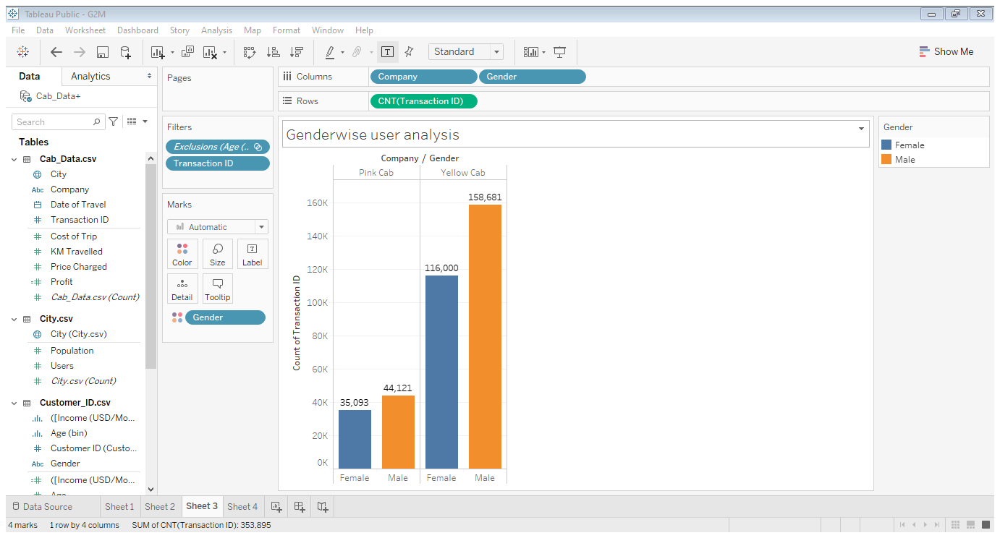 Tableau Public - G2M
File Data Worksheet Dashboard Story Analysis Map Format Window Help
Standard
Show Me
Data Analytics
Cab_Data+
Search
Tables
Cab_Data.csv
City
Abc Company
Date of Travel
Transaction ID
Cost of Trip
KM Travelled
Price Charged
Profit
Cab_Data.csv (Count)
City.csv
City (City.csv)
Population
Users
City.csv (Count)
Customer_ID.csv
([Income (USD/Mo...
Age (bin)
Customer ID (Custo...
Abc Gender
([Income (USD/Mo...
Age
Pages
Filters
Exclusions (Age (..
Transaction ID
Marks
Automatic
Color Size Label
Detail Tooltip
Gender
Columns Company Gender
Rows CNT(Transaction ID)
Genderwise user analysis
Company / Gender
Pink Cab Yellow Cab
Count of Transaction ID
160K
140K
120K
100K
80K
60K
40K
20K
0K
35,093
44,121
116,000
158,681
Female Male Female Male
Gender
Female
Male
Data Source Sheet 1 Sheet 2 Sheet 3 Sheet 4
4 marks 1 row by 4 columns SUM of CNT(Transaction ID): 353,895